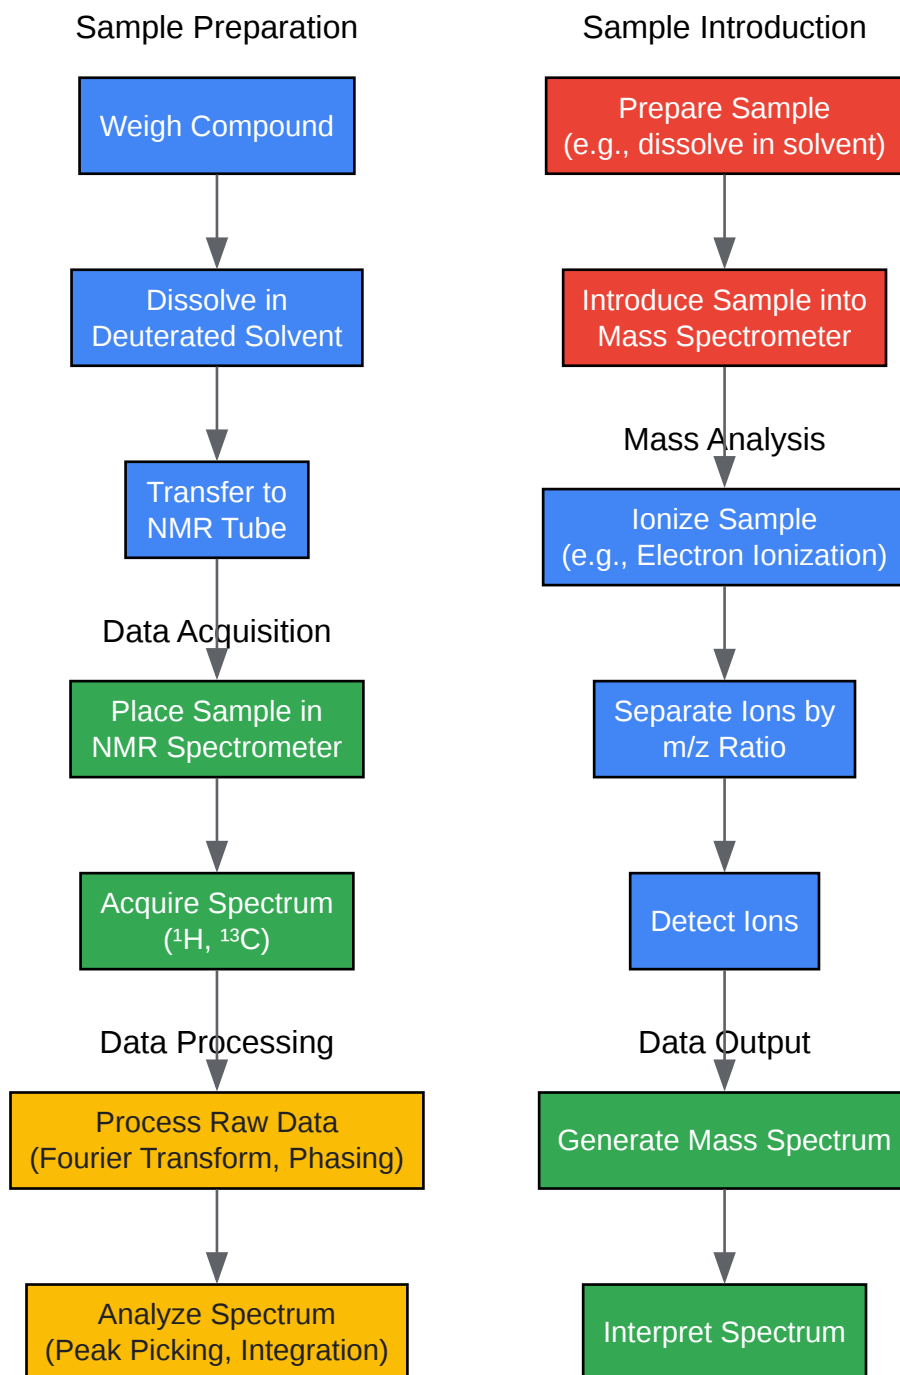 Sample Preparation
Weigh Compound
Dissolve in
Deuterated Solvent
Transfer to
NMR Tube
Data Acquisition
Place Sample in
NMR Spectrometer
Acquire Spectrum
(¹H, ¹³C)
Data Processing
Process Raw Data
(Fourier Transform, Phasing)
Analyze Spectrum
(Peak Picking, Integration)
Sample Introduction
Prepare Sample
(e.g., dissolve in solvent)
Introduce Sample into
Mass Spectrometer
Mass Analysis
Ionize Sample
(e.g., Electron Ionization)
Separate Ions by
m/z Ratio
Detect Ions
Data Output
Generate Mass Spectrum
Interpret Spectrum